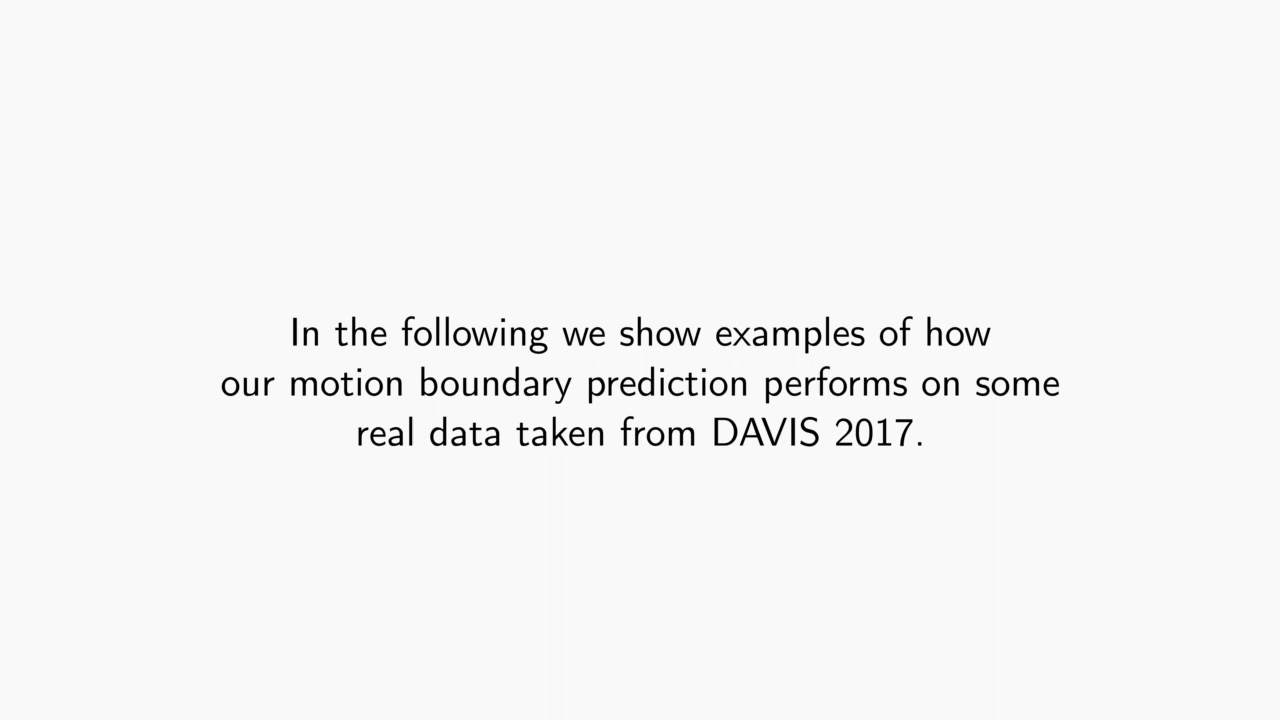 In the following we show examples of how
our motion boundary prediction performs on some
real data taken from DAVIS 2017.